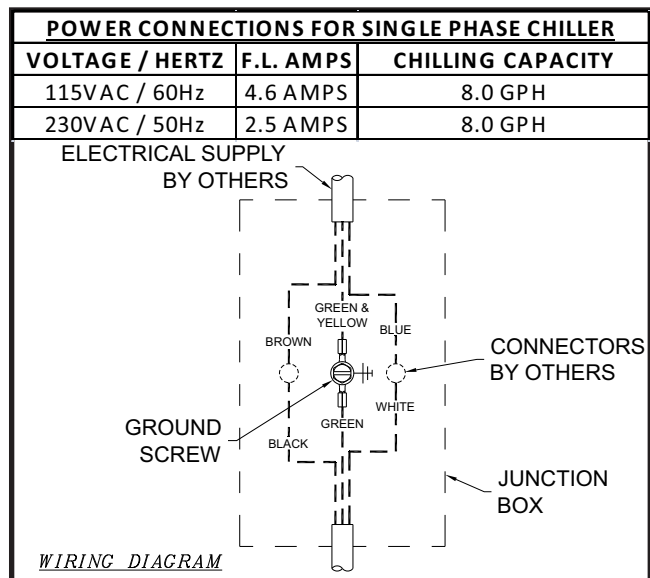 POWER CONNECTIONS FOR SINGLE PHASE CHILLER
VOLTAGE / HERTZ F.L. AMPS CHILLING CAPACITY
115VAC / 60Hz 4.6 AMPS 8.0 GPH
230VAC / 50Hz 2.5 AMPS 8.0 GPH
ELECTRICAL SUPPLY
BY OTHERS
GREEN &
YELLOW
BROWN
BLUE
CONNECTORS
BY OTHERS
WHITE
GREEN
GROUND
SCREW
BLACK
JUNCTION
BOX
WIRING DIAGRAM